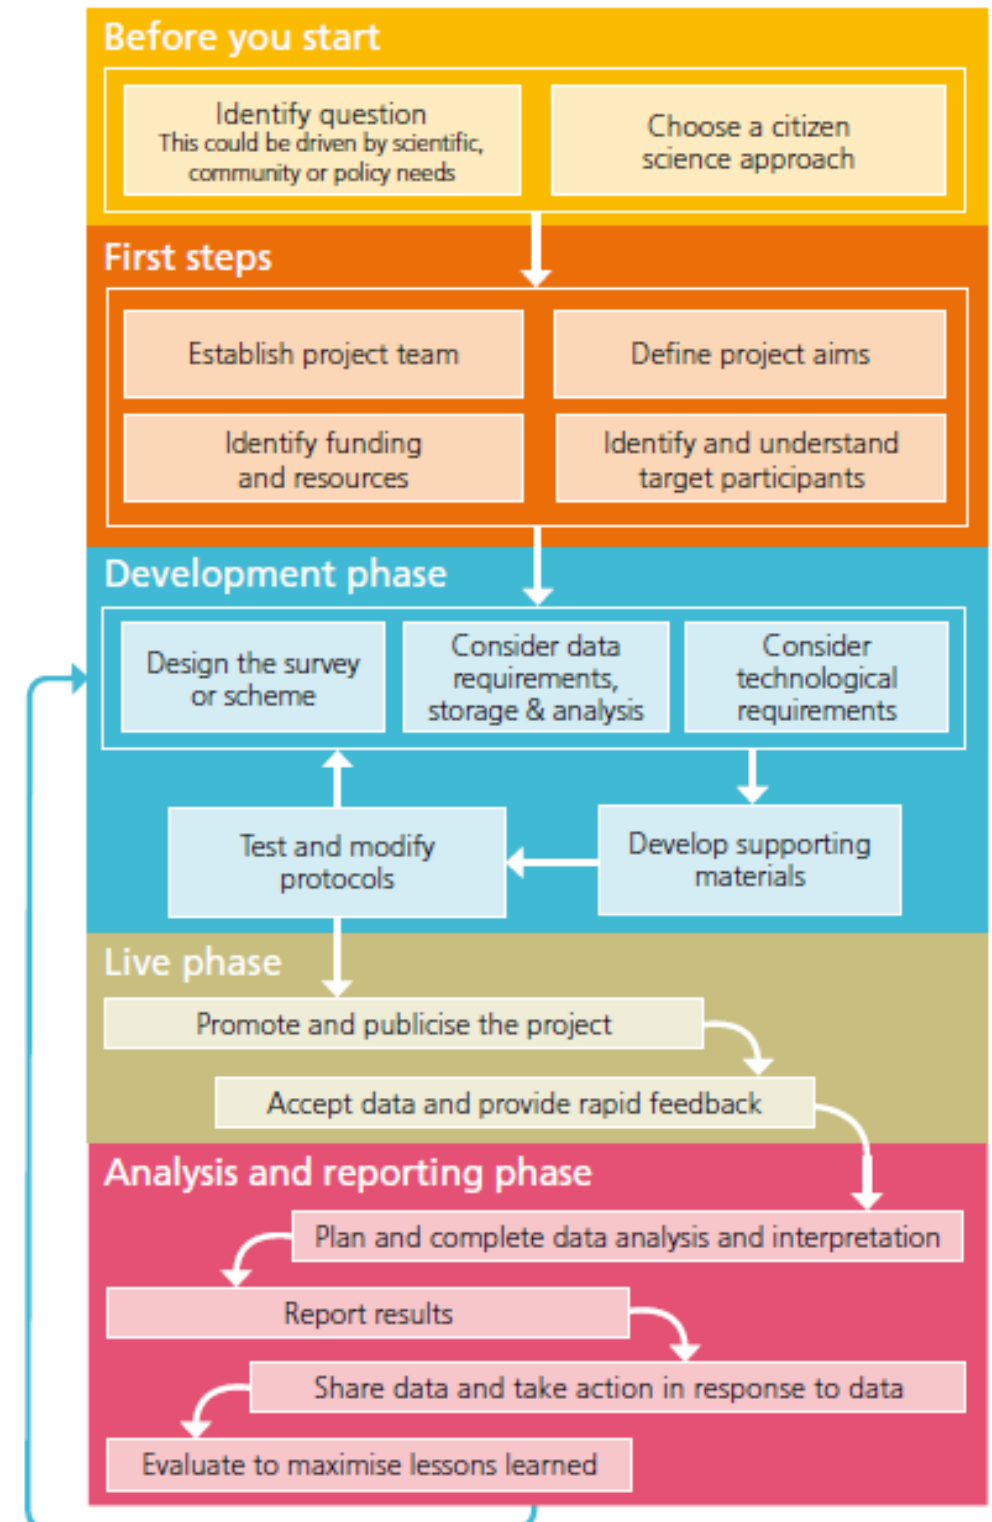 Before you start
Identify question
This could be driven by scientific,
community or policy needs
Choose a citizen
science approach
First steps
Establish project team
Define project aims
Identify funding
and resources
Identify and understand
target participants
Development phase
Design the survey
or scheme
Consider data
requirements,
storage & analysis
Consider
technological
requirements
Test and modify
protocols
Develop supporting
materials
Live phase
Promote and publicise the project
Accept data and provide rapid feedback
Analysis and reporting phase
Plan and complete data analysis and interpretation
Report results
Share data and take action in response to data
Evaluate to maximise lessons learned